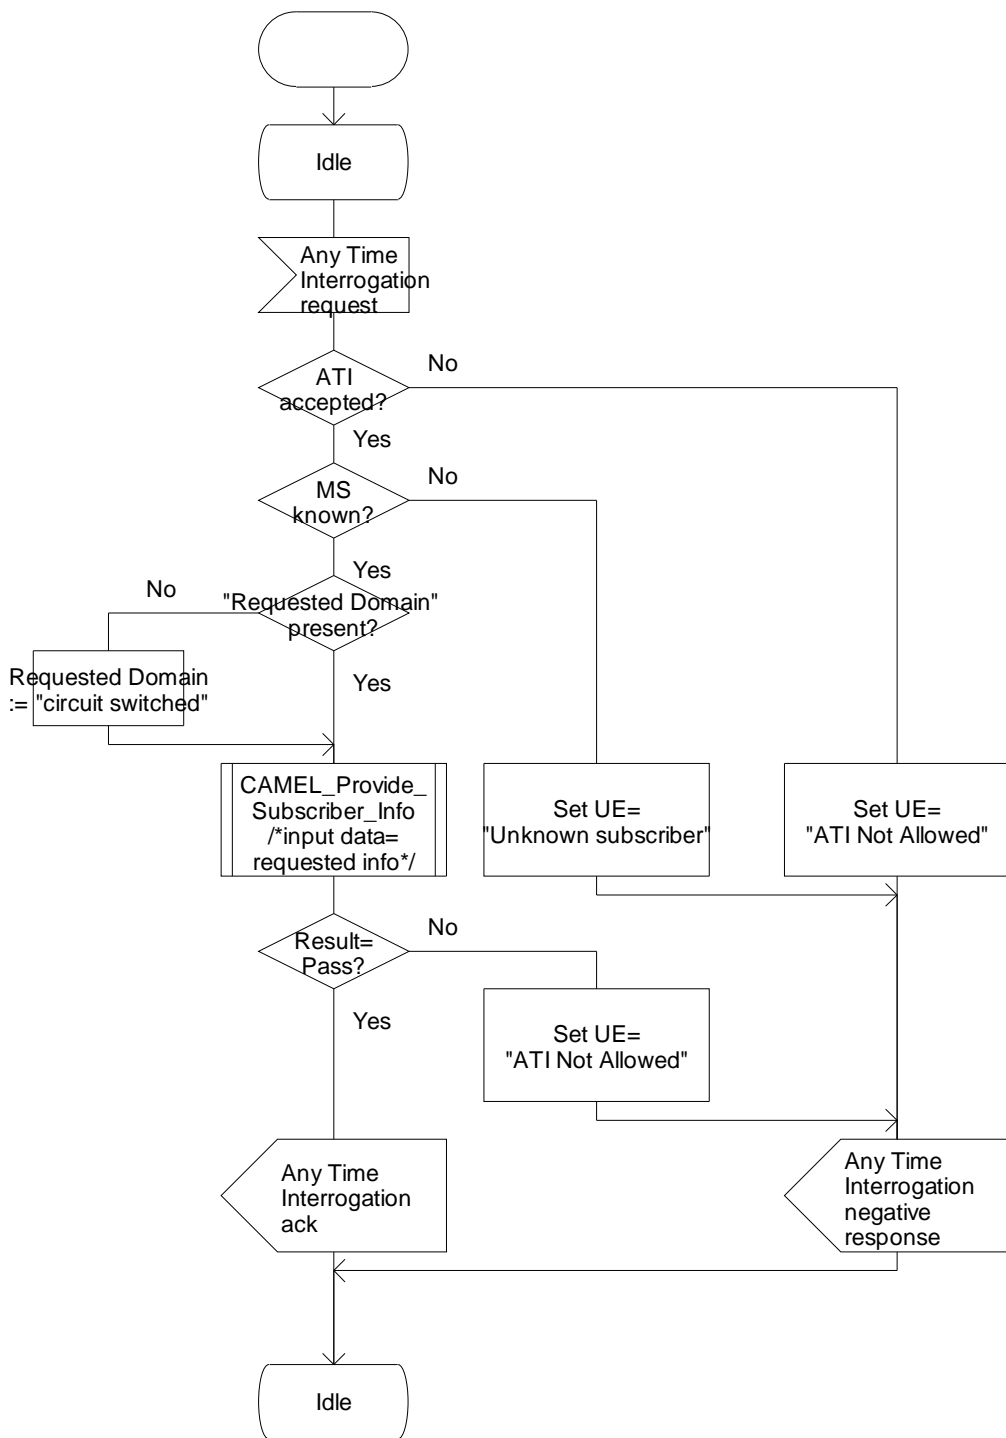 Idle
Any Time
Interrogation
request
No
ATI
accepted?
Yes
No
MS
known?
Yes
No
"Requested Domain"
present?
Yes
Requested Domain
:= "circuit switched"
CAMEL_Provide_
Subscriber_Info
/*input data=
requested info*/
Set UE=
"Unknown subscriber"
Set UE=
"ATI Not Allowed"
No
Result=
Pass?
Yes
Set UE=
"ATI Not Allowed"
Any Time
Interrogation
ack
Any Time
Interrogation
negative
response
Idle